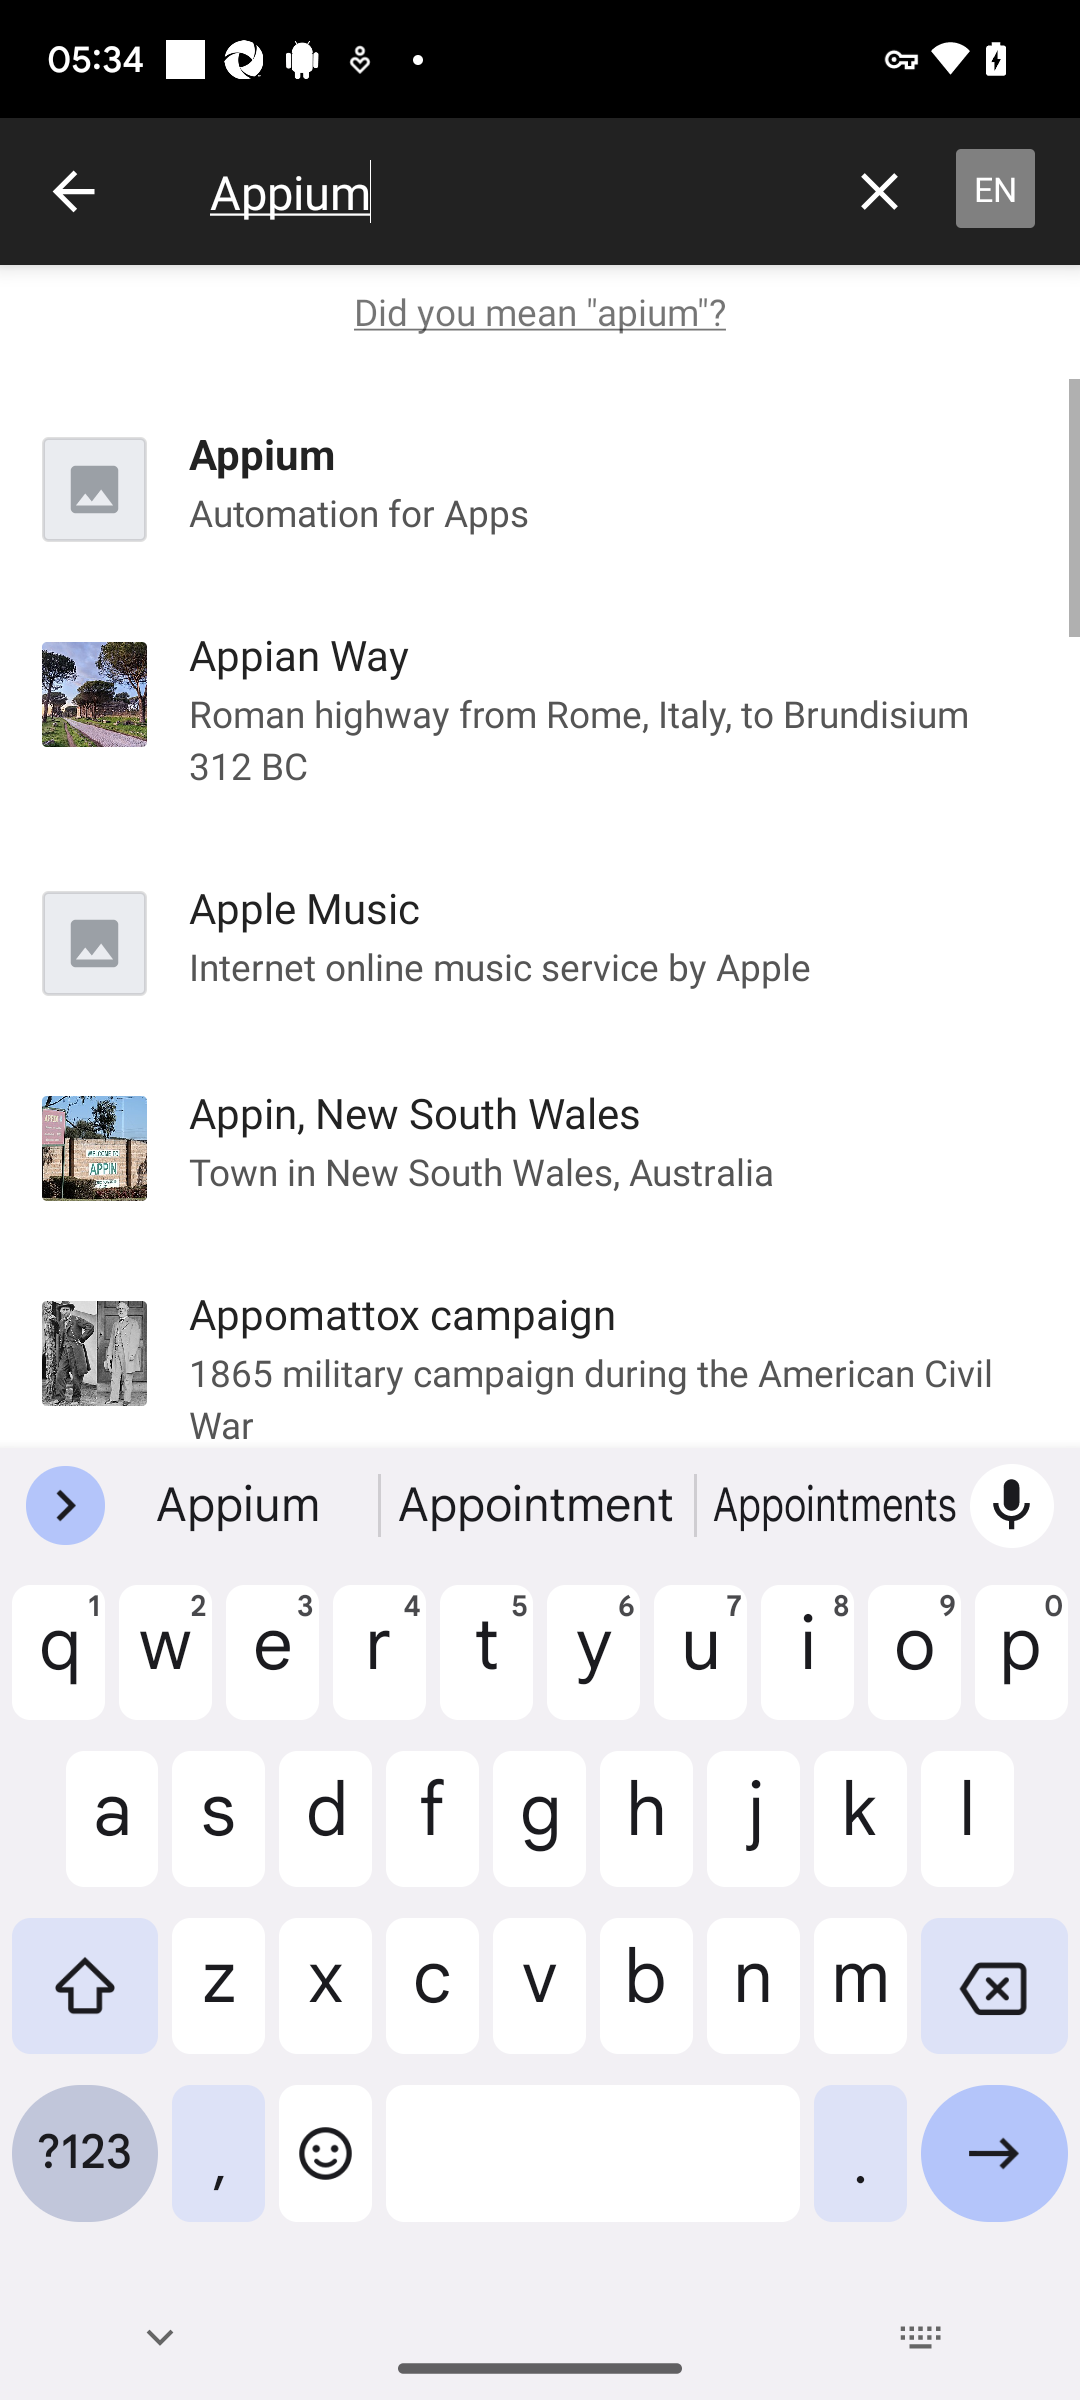 05:34
Appium
EN
Did you mean "apium"?
Appium
Automation for Apps
Appian Way
Roman highway from Rome, Italy, to Brundisium
312 BC
Apple Music
Internet online music service by Apple
Appin, New South Wales
Town in New South Wales, Australia
Appomattox campaign
1865 military campaign during the American Civil
War
Appium Appointment Appointments
1 2 3 4 5 6 7 8 9 0
q w e r t y u i o p
a s d f g h j k l
z x c v b n m
?123 , .